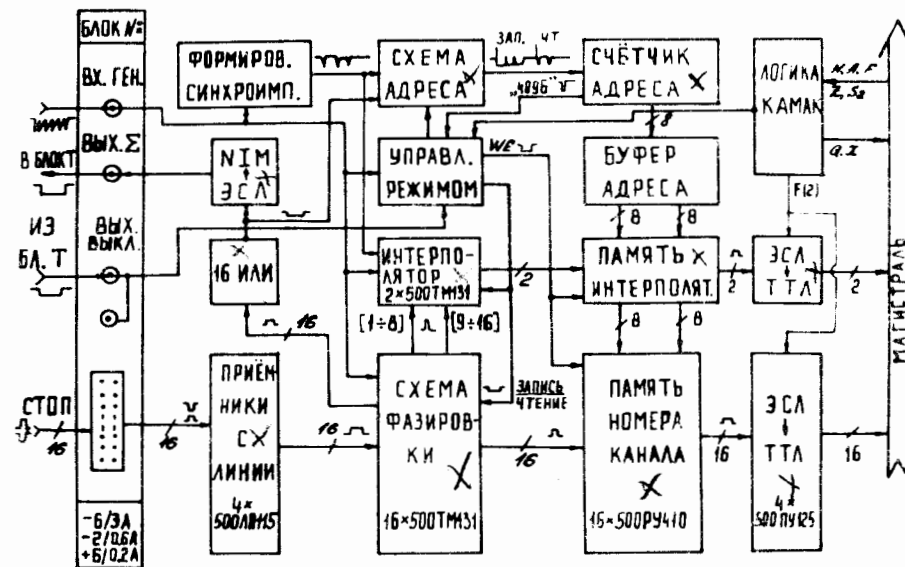 БЛОК №
ВХ. ГЕН.
ВЫХ. Σ
В БЛОК Т
ИЗ
БЛ. Т
ВЫХ.
ВЫКЛ.
СТОП
16
-6/3А
-2/0,6А
+6/0,2А
ФОРМИРОВ.
СИНХРОИМП.
СХЕМА
АДРЕСА
ЗАП.
ЧТ
СЧЁТЧИК
АДРЕСА
"4096"
8
ЛОГИКА
КАМАК
N, A, F
Z, S2
Q, X
F(2)
NIM
ЭСЛ
УПРАВЛ.
РЕЖИМОМ
WE
БУФЕР
АДРЕСА
8
8
16 ИЛИ
ИНТЕРПО-
ЛЯТОР
2×500ТМ131
2
ПАМЯТЬ
ИНТЕРПОЛЯТ.
2
ЭСЛ
ТТЛ
2
МАГИСТРАЛЬ
16
[1÷8]
[9÷16]
8
8
16
ПРИЁМ-
НИКИ
С
ЛИНИИ
4×
16
СХЕМА
ФАЗИРОВ-
КИ
16×500ТМ131
ЗАПИСЬ
ЧТЕНИЕ
16
ПАМЯТЬ
НОМЕРА
КАНАЛА
16×500РУ410
16
ЭСЛ
ТТЛ
4×
500ПУ125
16